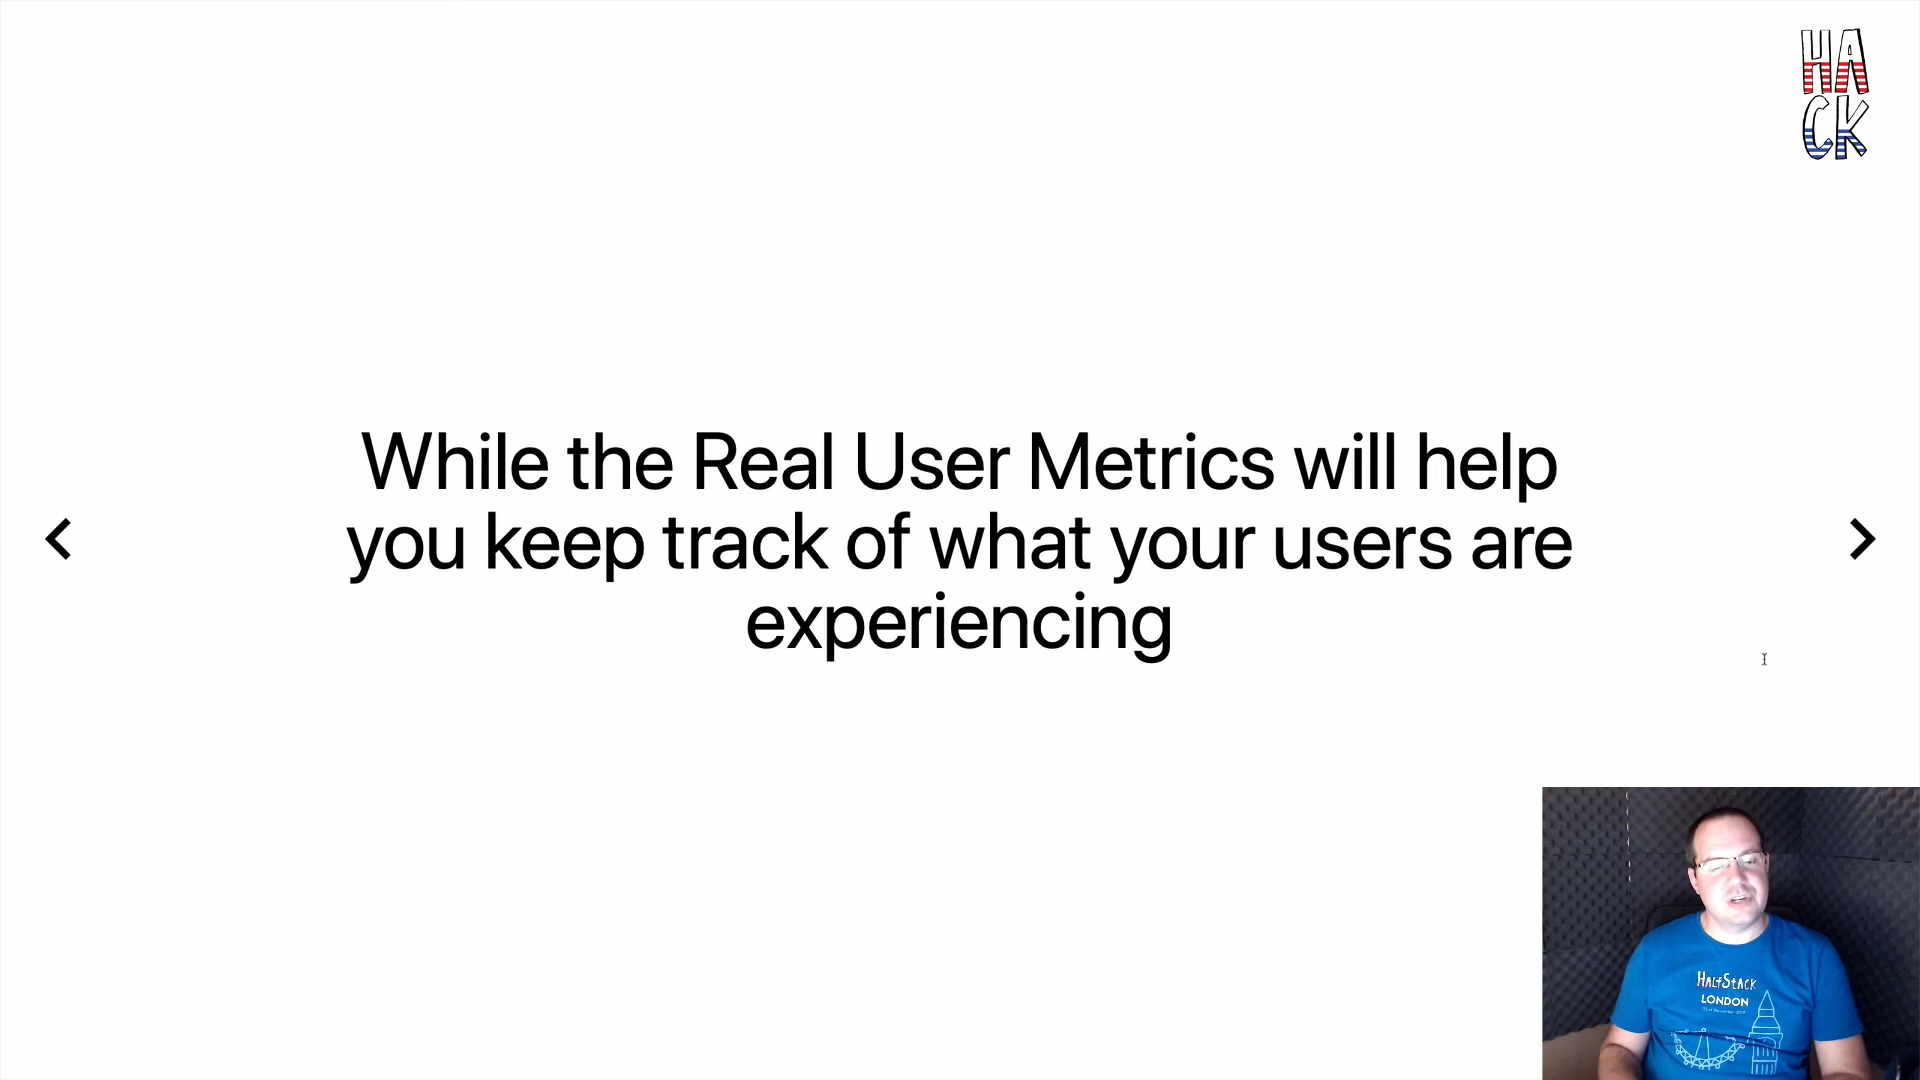 HA
CK
While the Real User Metrics will help
you keep track of what your users are
experiencing
HALFSTACK
LONDON